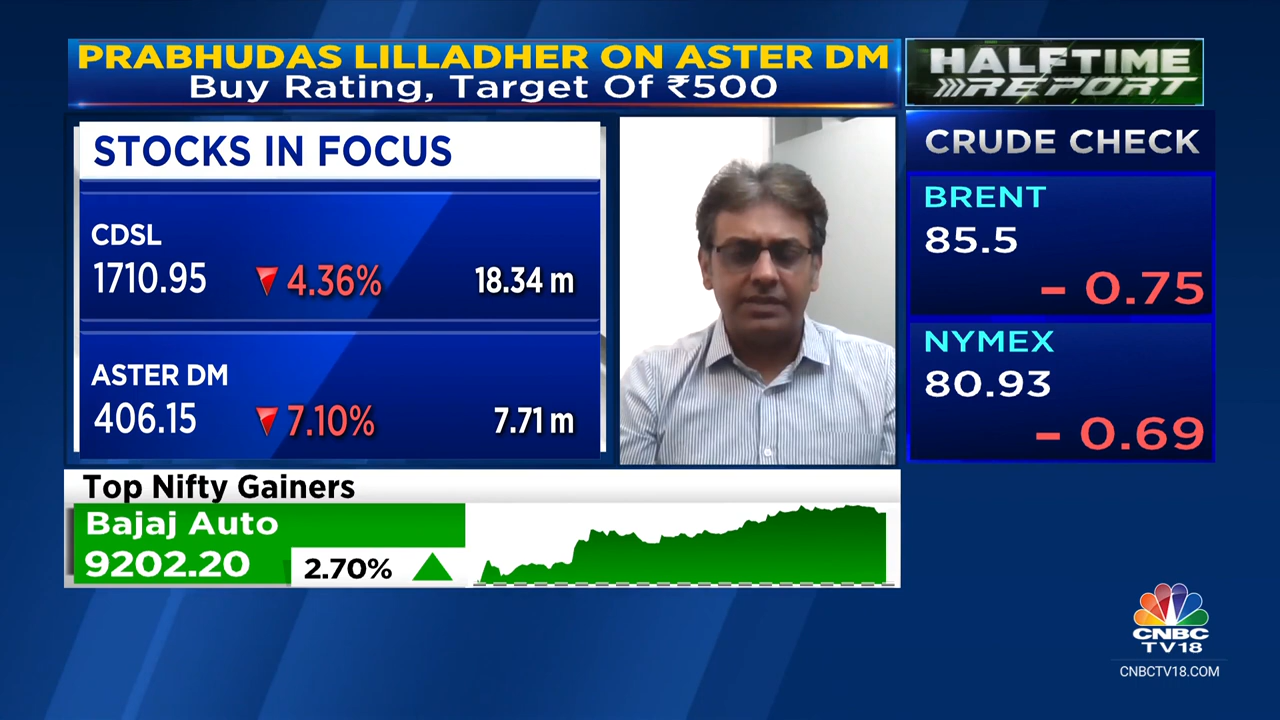 PRABHUDAS LILLADHER ON ASTER DM
Buy Rating, Target Of ₹500
HALFTIME
REPORT
STOCKS IN FOCUS
CDSL
1710.95 4.36% 18.34 m
ASTER DM
406.15 7.10% 7.71 m
CRUDE CHECK
BRENT
85.5
- 0.75
NYMEX
80.93
- 0.69
Top Nifty Gainers
Bajaj Auto
9202.20 2.70%
CNBC
TV18
CNBCTV18.COM